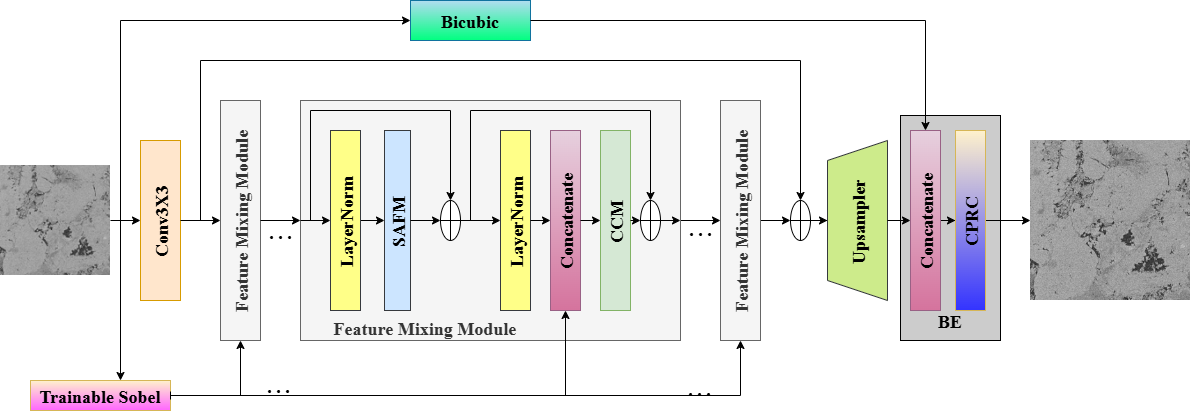 Bicubic
Conv3X3
Feature Mixing Module
...
LayerNorm
SAFM
LayerNorm
Concatenate
CCM
Feature Mixing Module
...
Feature Mixing Module
Upsampler
Concatenate
CPRC
BE
Trainable Sobel
...
...